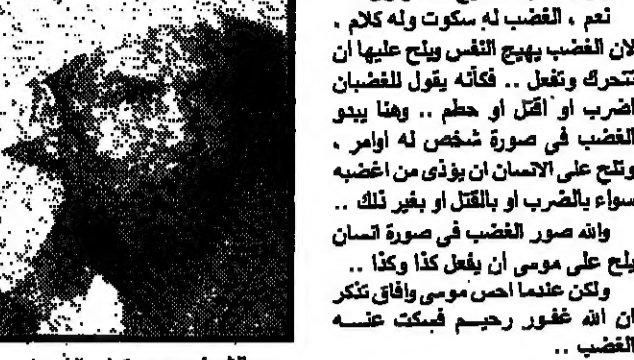 نعم ، الغضب له سكوت وله كلام ،
لان الغضب يهيج النفس ويلح عليها ان
تتحرك وتفعل .. فكأنه يقول للغضبان
اضرب او اقتل او حطم .. وهنا يبدو
الغضب فى صورة شخص له اوامر ،
وتلح على الانسان ان يؤذى من اغضبه
سواء بالضرب او بالقتل او بغير ذلك ..
والله صور الغضب فى صورة انسان
يلح على موسى ان يفعل كذا وكذا ..
ولكن عندما احس موسى وافاق تذكر
ان الله غفور رحيم فسكت عنه
الغضب ..